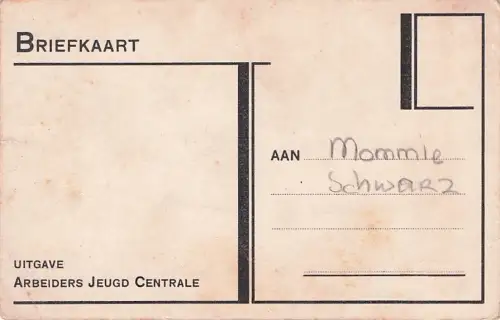 BRIEFKAART
AAN Mommie
Schwarz
UITGAVE
ARBEIDERS JEUGD CENTRALE